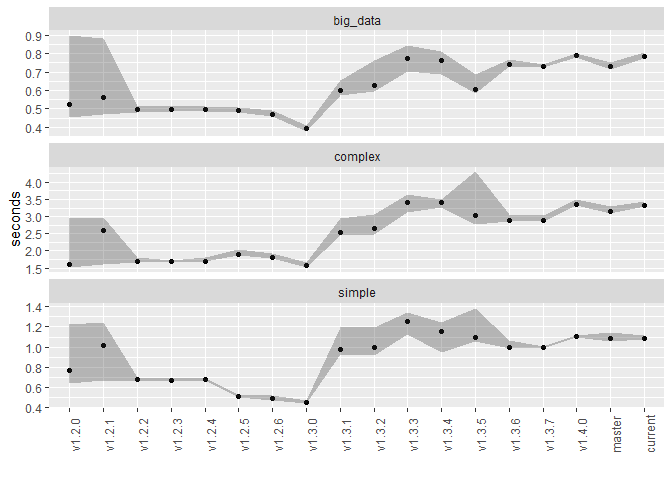 big_data
0.9
0.8
0.7
0.6
0.5
0.4
complex
4.0
3.5
3.0
2.5
2.0
1.5
seconds
simple
1.4
1.2
1.0
0.8
0.6
0.4
v1.2.0
v1.2.1
v1.2.2
v1.2.3
v1.2.4
v1.2.5
v1.2.6
v1.3.0
v1.3.1
v1.3.2
v1.3.3
v1.3.4
v1.3.5
v1.3.6
v1.3.7
v1.4.0
master
current